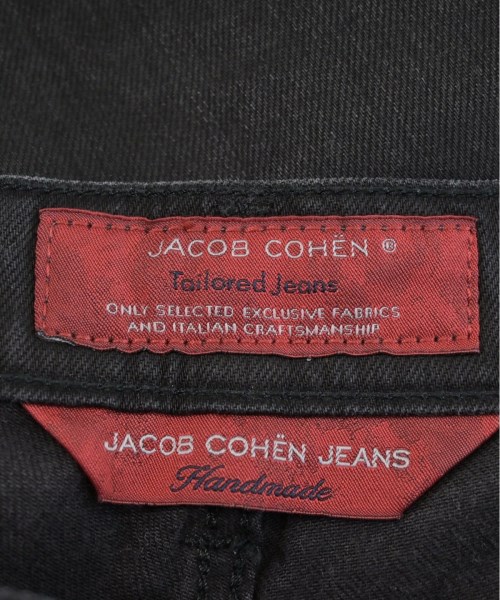 JACOB COHËN ®
Tailored Jeans
ONLY SELECTED EXCLUSIVE FABRICS
AND ITALIAN CRAFTSMANSHIP
JACOB COHËN JEANS
Handmade